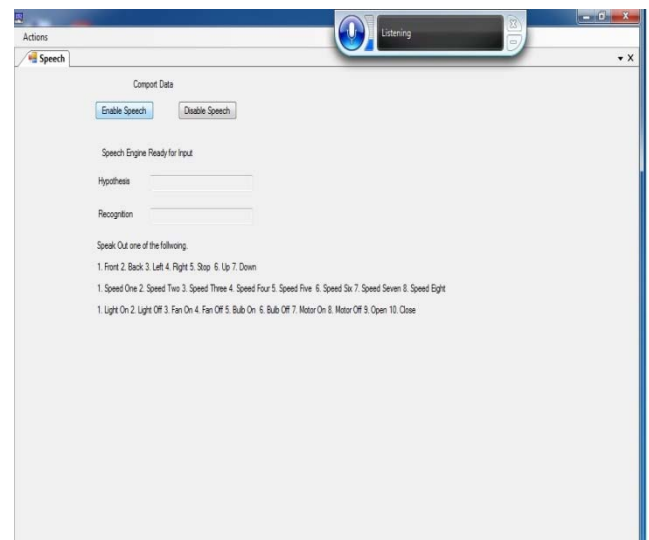 Listening
Actions
Speech
Comport Data
Enable Speech Disable Speech
Speech Engine Ready for Input
Hypothesis
Recogntion
Speak Out one of the follwoing.
1. Front 2. Back 3. Left 4. Right 5. Stop 6. Up 7. Down
1. Speed One 2. Speed Two 3. Speed Three 4. Speed Four 5. Speed Five 6. Speed Six 7. Speed Seven 8. Speed Eight
1. Light On 2. Light Off 3. Fan On 4. Fan Off 5. Bulb On 6. Bulb Off 7. Motor On 8. Motor Off 9. Open 10. Close